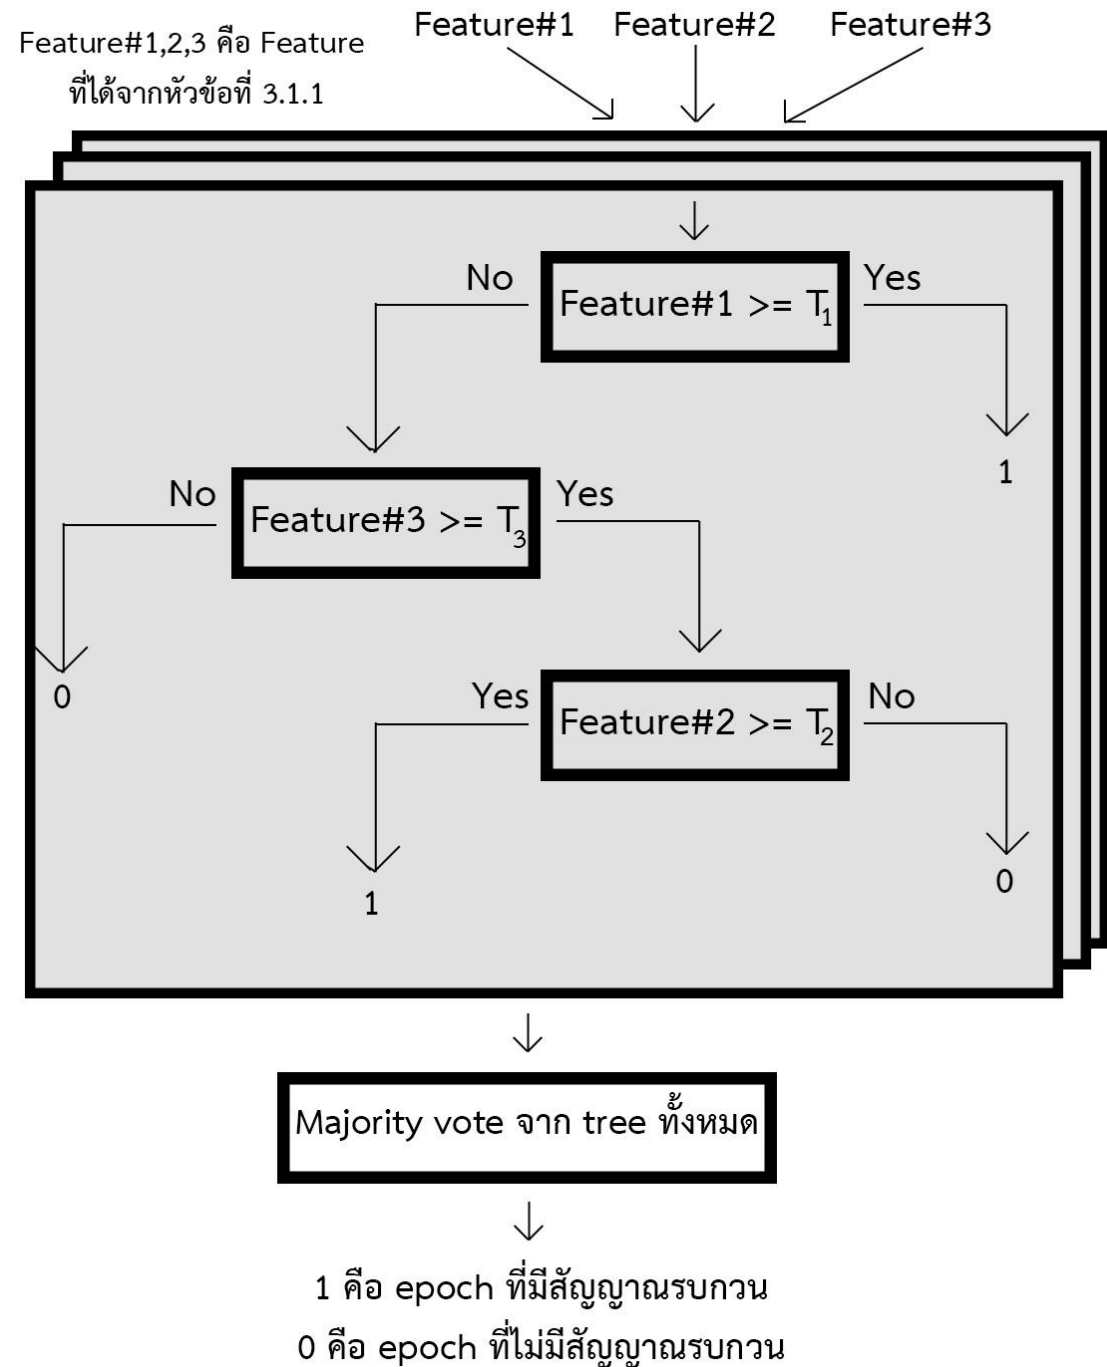 Feature#1,2,3 คือ Feature
ที่ได้จากหัวข้อที่ 3.1.1
Feature#1 Feature#2 Feature#3
No Feature#1 >= T1 Yes
1
No Feature#3 >= T3 Yes
0
Yes Feature#2 >= T2 No
1
0
Majority vote จาก tree ทั้งหมด
1 คือ epoch ที่มีสัญญาณรบกวน
0 คือ epoch ที่ไม่มีสัญญาณรบกวน